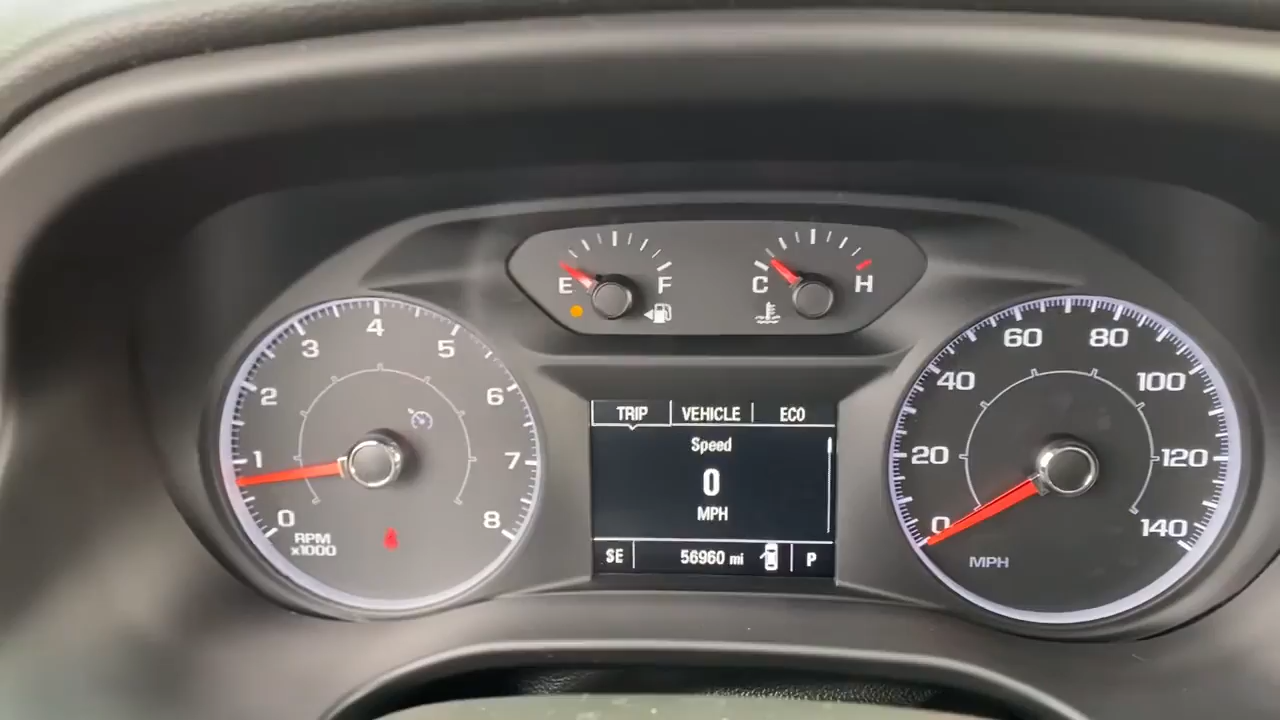 E F
C H
0 1 2 3 4 5 6 7 8
RPM
x1000
TRIP VEHICLE ECO
Speed
0
MPH
SE 56960 mi P
0 20 40 60 80 100 120 140
MPH